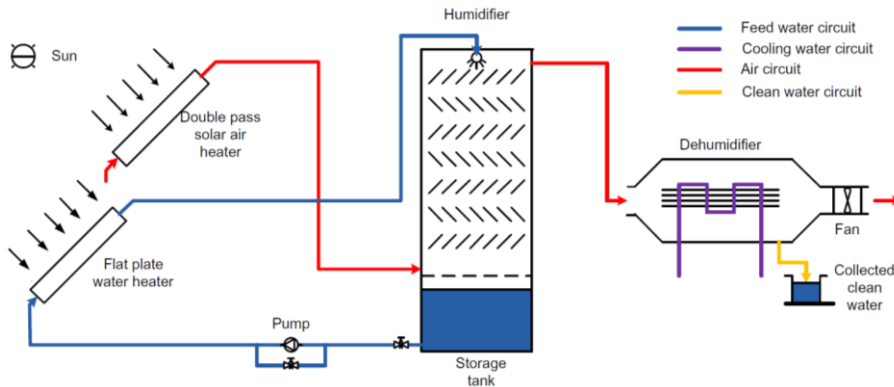 Humidifier
Sun
Feed water circuit
Cooling water circuit
Air circuit
Clean water circuit
Double pass
solar air
heater
Dehumidifier
Fan
Flat plate
water heater
Collected
clean
water
Pump
Storage
tank